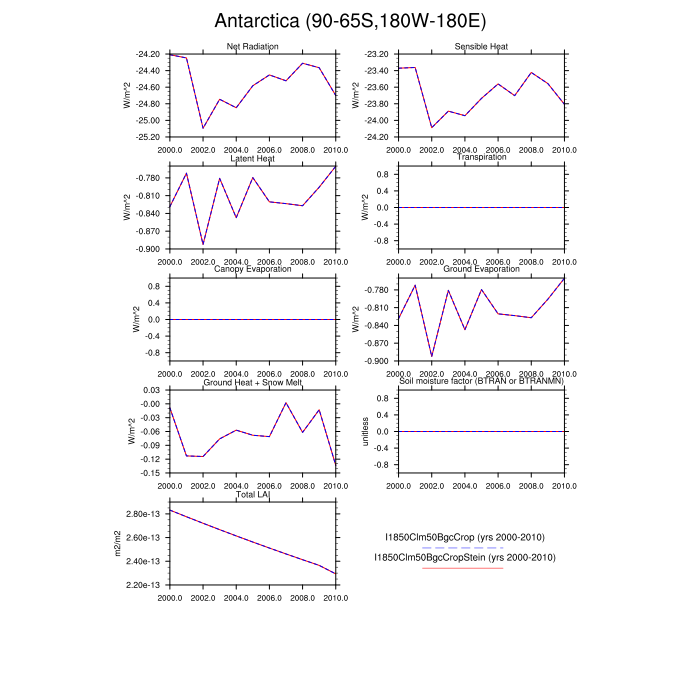 Antarctica (90-65S,180W-180E)
Net Radiation
W/m^2
-24.20
-24.40
-24.60
-24.80
-25.00
-25.20
2000.0 2002.0 2004.0 2006.0 2008.0 2010.0
Sensible Heat
W/m^2
-23.20
-23.40
-23.60
-23.80
-24.00
-24.20
2000.0 2002.0 2004.0 2006.0 2008.0 2010.0
Latent Heat
W/m^2
-0.780
-0.810
-0.840
-0.870
-0.900
2000.0 2002.0 2004.0 2006.0 2008.0 2010.0
Transpiration
W/m^2
0.8
0.4
0.0
-0.4
-0.8
2000.0 2002.0 2004.0 2006.0 2008.0 2010.0
Canopy Evaporation
W/m^2
0.8
0.4
0.0
-0.4
-0.8
2000.0 2002.0 2004.0 2006.0 2008.0 2010.0
Ground Evaporation
W/m^2
-0.780
-0.810
-0.840
-0.870
-0.900
2000.0 2002.0 2004.0 2006.0 2008.0 2010.0
Ground Heat + Snow Melt
W/m^2
0.03
-0.00
-0.03
-0.06
-0.09
-0.12
-0.15
2000.0 2002.0 2004.0 2006.0 2008.0 2010.0
Soil moisture factor (BTRAN or BTRANMN)
unitless
0.8
0.4
0.0
-0.4
-0.8
2000.0 2002.0 2004.0 2006.0 2008.0 2010.0
Total LAI
m2/m2
2.80e-13
2.60e-13
2.40e-13
2.20e-13
2000.0 2002.0 2004.0 2006.0 2008.0 2010.0
I1850Clm50BgcCrop (yrs 2000-2010)
I1850Clm50BgcCropStein (yrs 2000-2010)